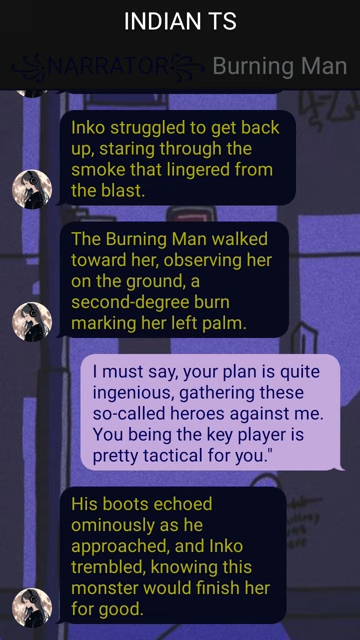 INDIAN TS
꧁NARRATOR꧂ Burning Man
Inko struggled to get back
up, staring through the
smoke that lingered from
the blast.
The Burning Man walked
toward her, observing her
on the ground, a
second-degree burn
marking her left palm.
I must say, your plan is quite
ingenious, gathering these
so-called heroes against me.
You being the key player is
pretty tactical for you."
His boots echoed
ominously as he
approached, and Inko
trembled, knowing this
monster would finish her
for good.